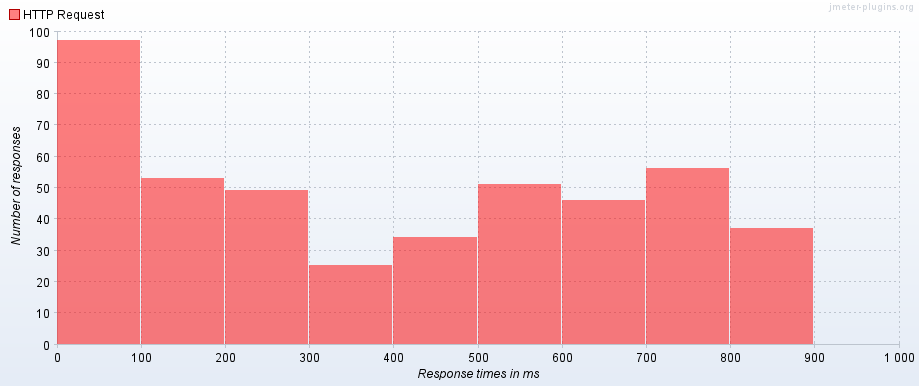 jmeter-plugins.org
HTTP Request
100
90
80
70
60
50
40
30
20
10
0
Number of responses
0 100 200 300 400 500 600 700 800 900 1 000
Response times in ms